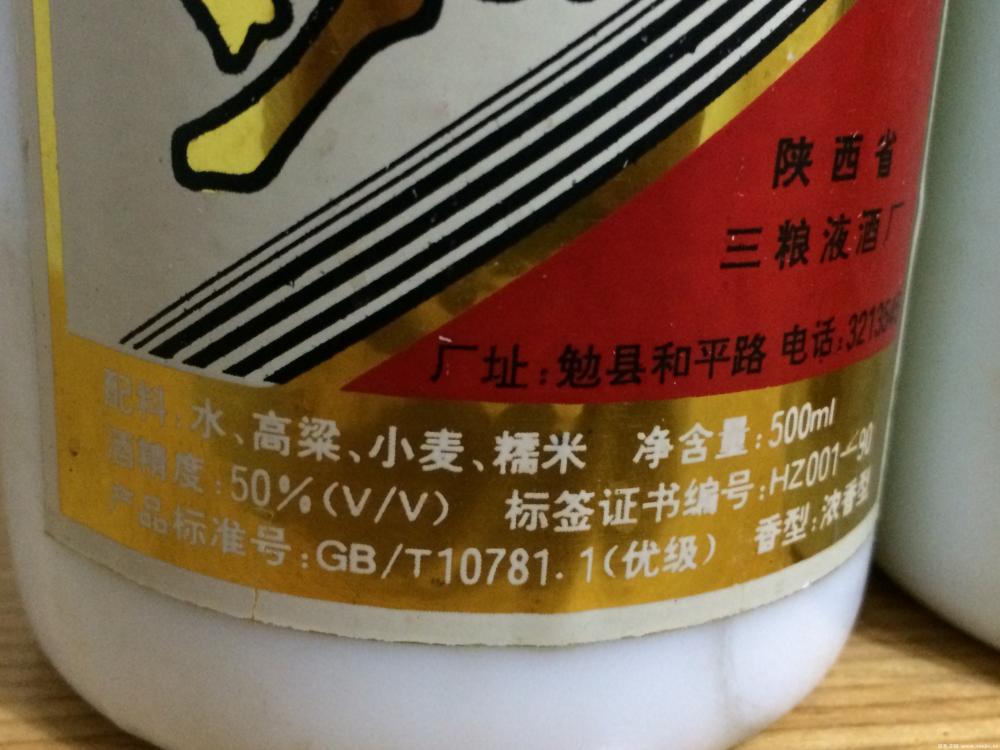 陕西省
三粮液酒厂
厂址:勉县和平路 电话:32136
配料:水、高粱、小麦、糯米 净含量:500ml
酒精度:50%(V/V) 标签证书编号:HZ001-90
产品标准号:GB/T10781.1(优级) 香型:浓香型